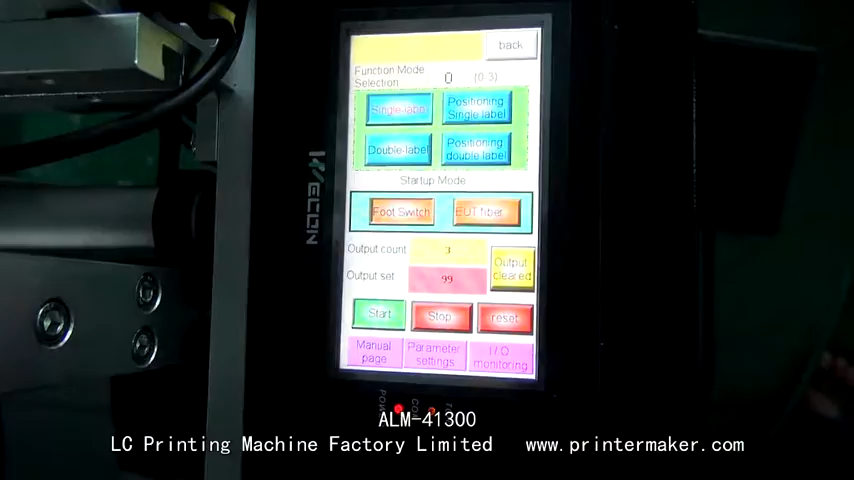 back
Function Mode
Selection 0 (0-3)
Single-label
Positioning
Single label
Double-label
Positioning
double label
Startup Mode
Foot Switch
EUT fiber
Output count 3
Output
cleared
Output set 99
Start
Stop
reset
Manual
page
Parameter
settings
I/O
monitoring
WECON
POW
COM
ALM-41300
LC Printing Machine Factory Limited www.printermaker.com